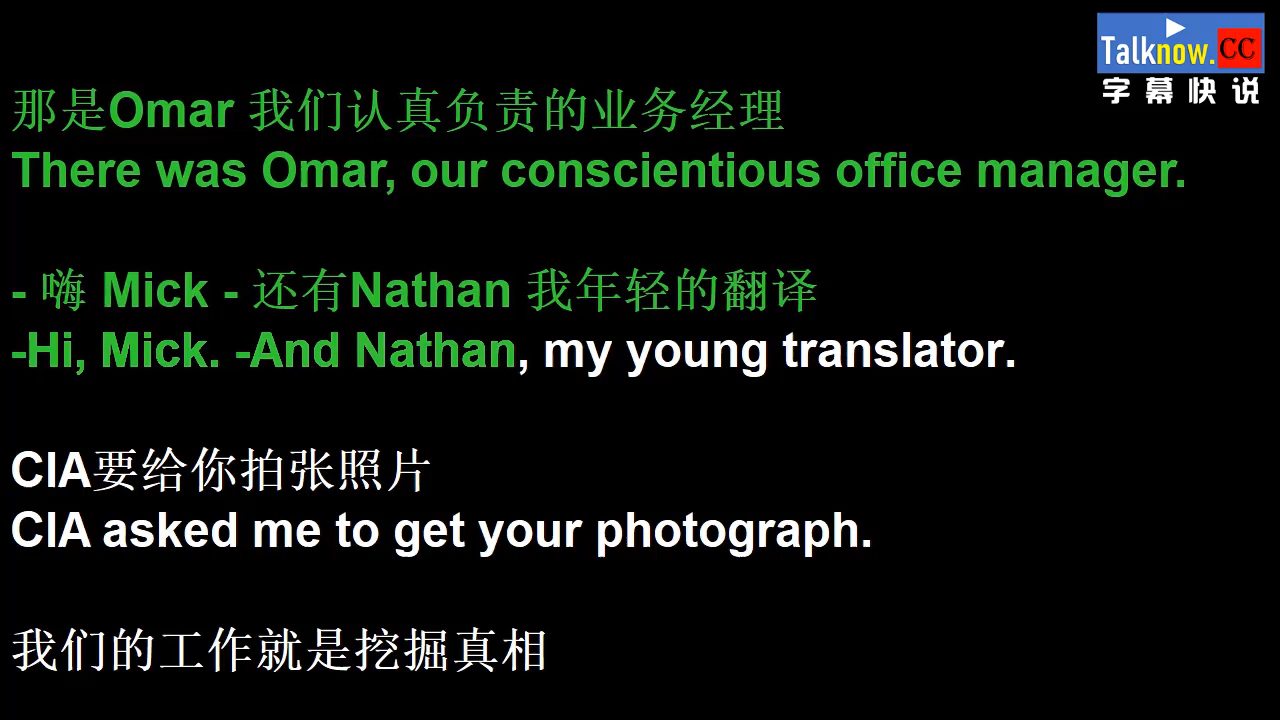 Talknow.CC
字幕快说
那是Omar 我们认真负责的业务经理
There was Omar, our conscientious office manager.
- 嗨 Mick - 还有Nathan 我年轻的翻译
-Hi, Mick. -And Nathan, my young translator.
CIA要给你拍张照片
CIA asked me to get your photograph.
我们的工作就是挖掘真相